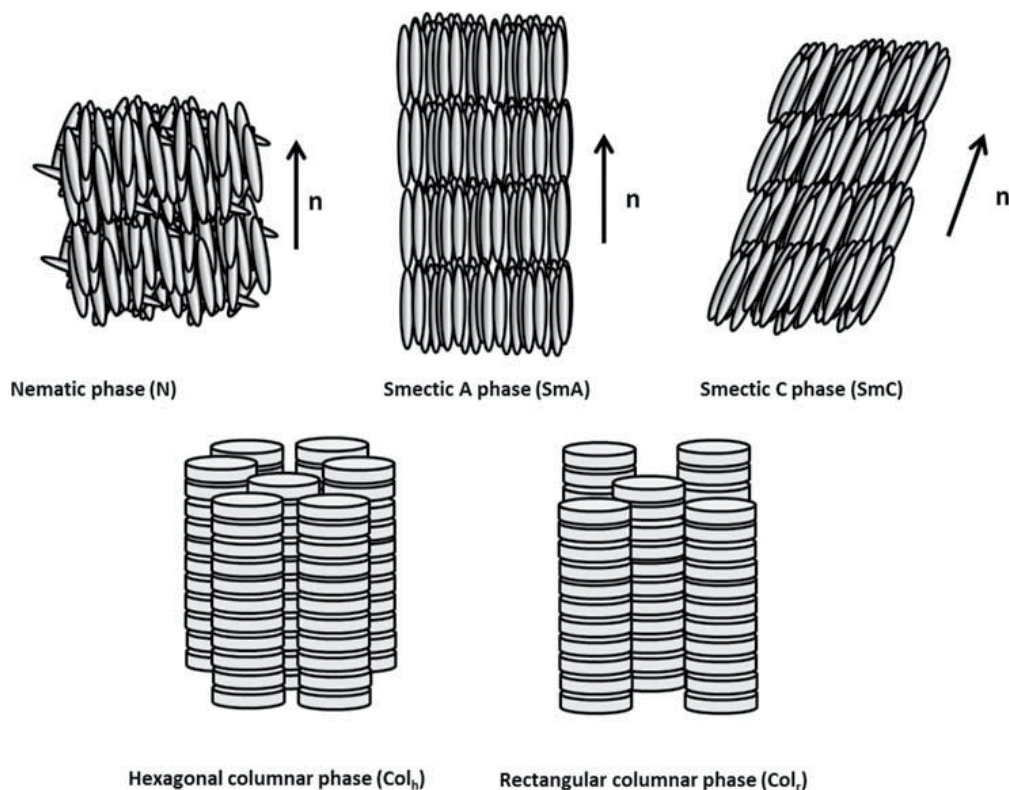 n
n
n
Nematic phase (N)
Smectic A phase (SmA)
Smectic C phase (SmC)
Hexagonal columnar phase (Colₕ)
Rectangular columnar phase (Colᵣ)